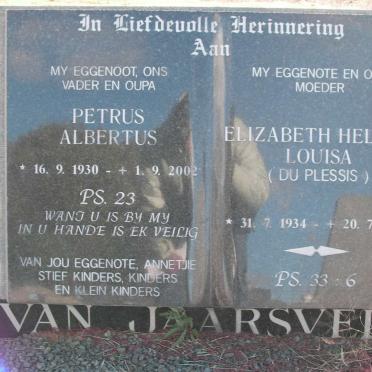 In Liefdevolle Herinnering
Aan
MY EGGENOOT, ONS
VADER EN OUPA
PETRUS
ALBERTUS
* 16. 9. 1930 - + 1. 9. 2002
PS. 23
WANT U IS BY MY
IN U HANDE IS EK VEILIG
VAN JOU EGGENOTE, ANNETJIE
STIEF KINDERS, KINDERS
EN KLEIN KINDERS
MY EGGENOTE EN O
MOEDER
ELIZABETH HEL
LOUISA
( DU PLESSIS )
* 31. 7. 1934 - + 20. 7
PS. 33 : 6
VAN JAARSVE